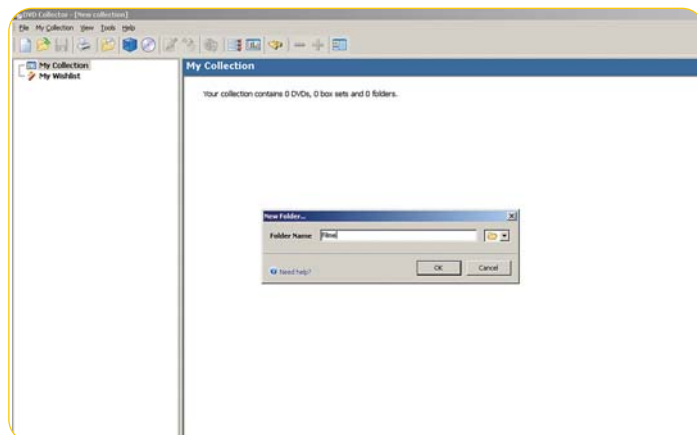 DVD Collector - [New collection]
File My Collection View Tools Help
My Collection
My Wishlist
My Collection
Your collection contains 0 DVDs, 0 box sets and 0 folders.
New Folder...
Folder Name Filme
Need help?
OK Cancel